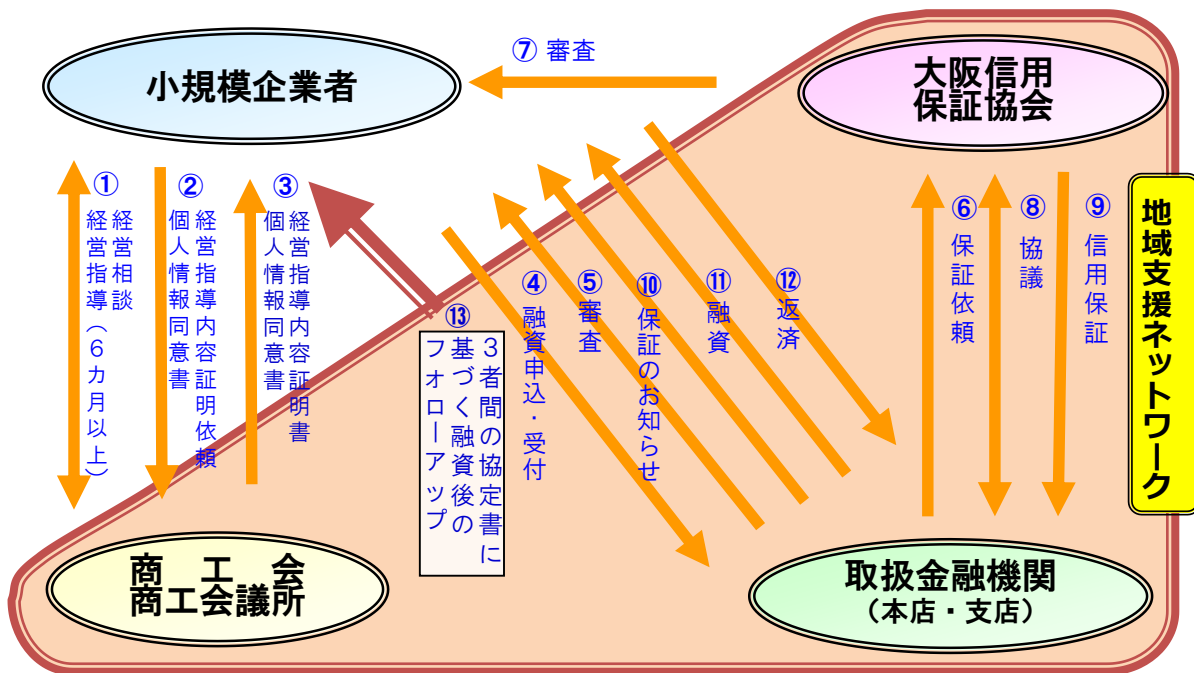 小規模企業者
⑦ 審査
大阪信用
保証協会
①
経営相談
経営指導(6カ月以上)
②
経営指導内容証明依頼
個人情報同意書
③
経営指導内容証明書
個人情報同意書
④
融資申込・受付
⑤
審査
⑩
保証のお知らせ
⑪
融資
⑫
返済
⑥
保証依頼
⑧
協議
⑨
信用保証
地域支援ネットワーク
⑬
3者間の協定書に
基づく融資後の
フォローアップ
商 工 会
商工会議所
取扱金融機関
(本店・支店)